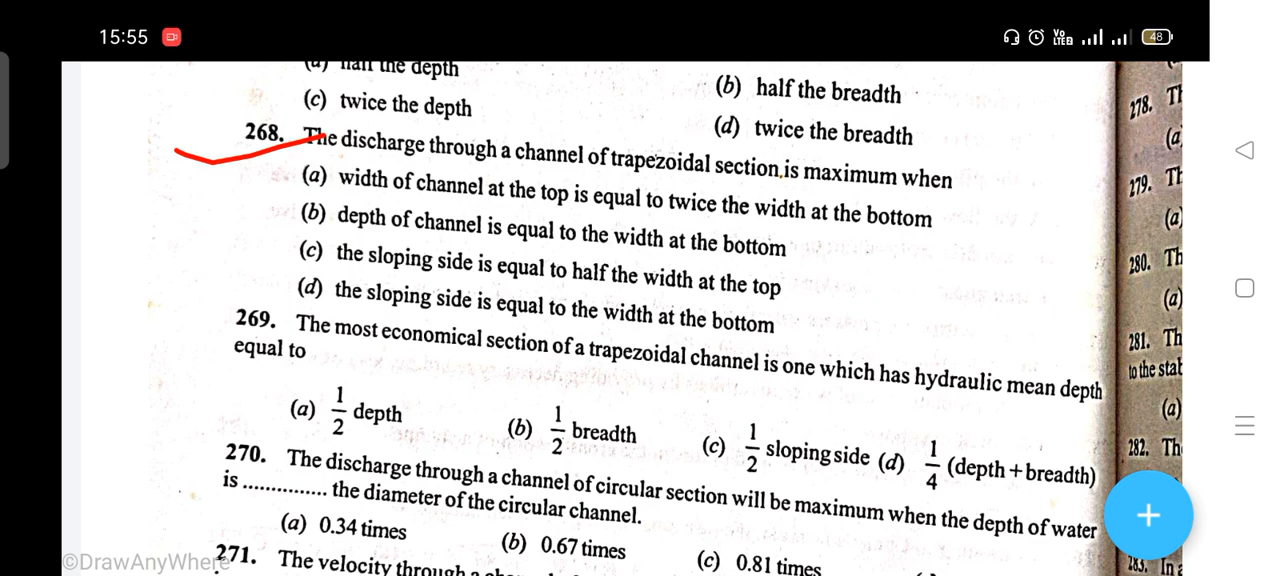 15:55
Vo LTE2
48
half the depth
(b) half the breadth
(c) twice the depth
(d) twice the breadth
268. The discharge through a channel of trapezoidal section is maximum when
(a) width of channel at the top is equal to twice the width at the bottom
(b) depth of channel is equal to the width at the bottom
(c) the sloping side is equal to half the width at the top
(d) the sloping side is equal to the width at the bottom
269. The most economical section of a trapezoidal channel is one which has hydraulic mean depth
equal to
(a) 1/2 depth (b) 1/2 breadth (c) 1/2 sloping side (d) 1/4 (depth + breadth)
270. The discharge through a channel of circular section will be maximum when the depth of water
is ............... the diameter of the circular channel.
(a) 0.34 times (b) 0.67 times (c) 0.81 times
271. The velocity through a
©DrawAnyWhere
278. Th
(a)
279. Th
(a)
280. Th
(a)
281. Th
to the stat
(a)
282. Th
283. In a